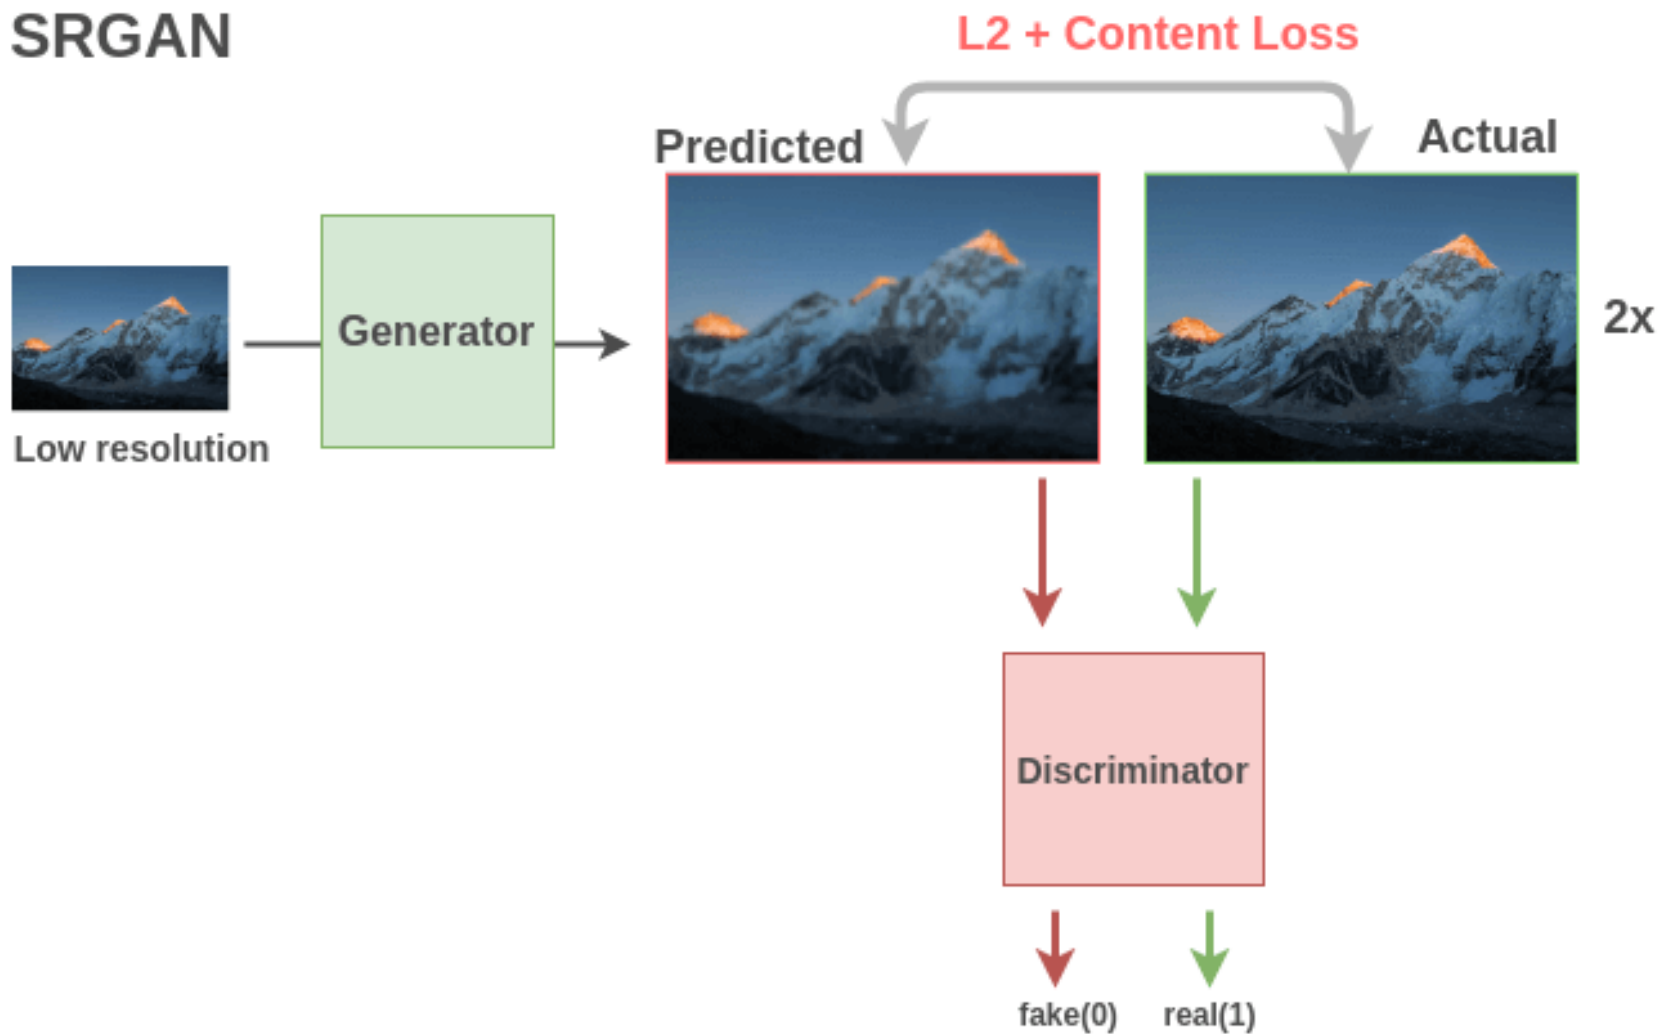 SRGAN
L2 + Content Loss
Predicted
Actual
Generator
2x
Low resolution
Discriminator
fake(0)
real(1)